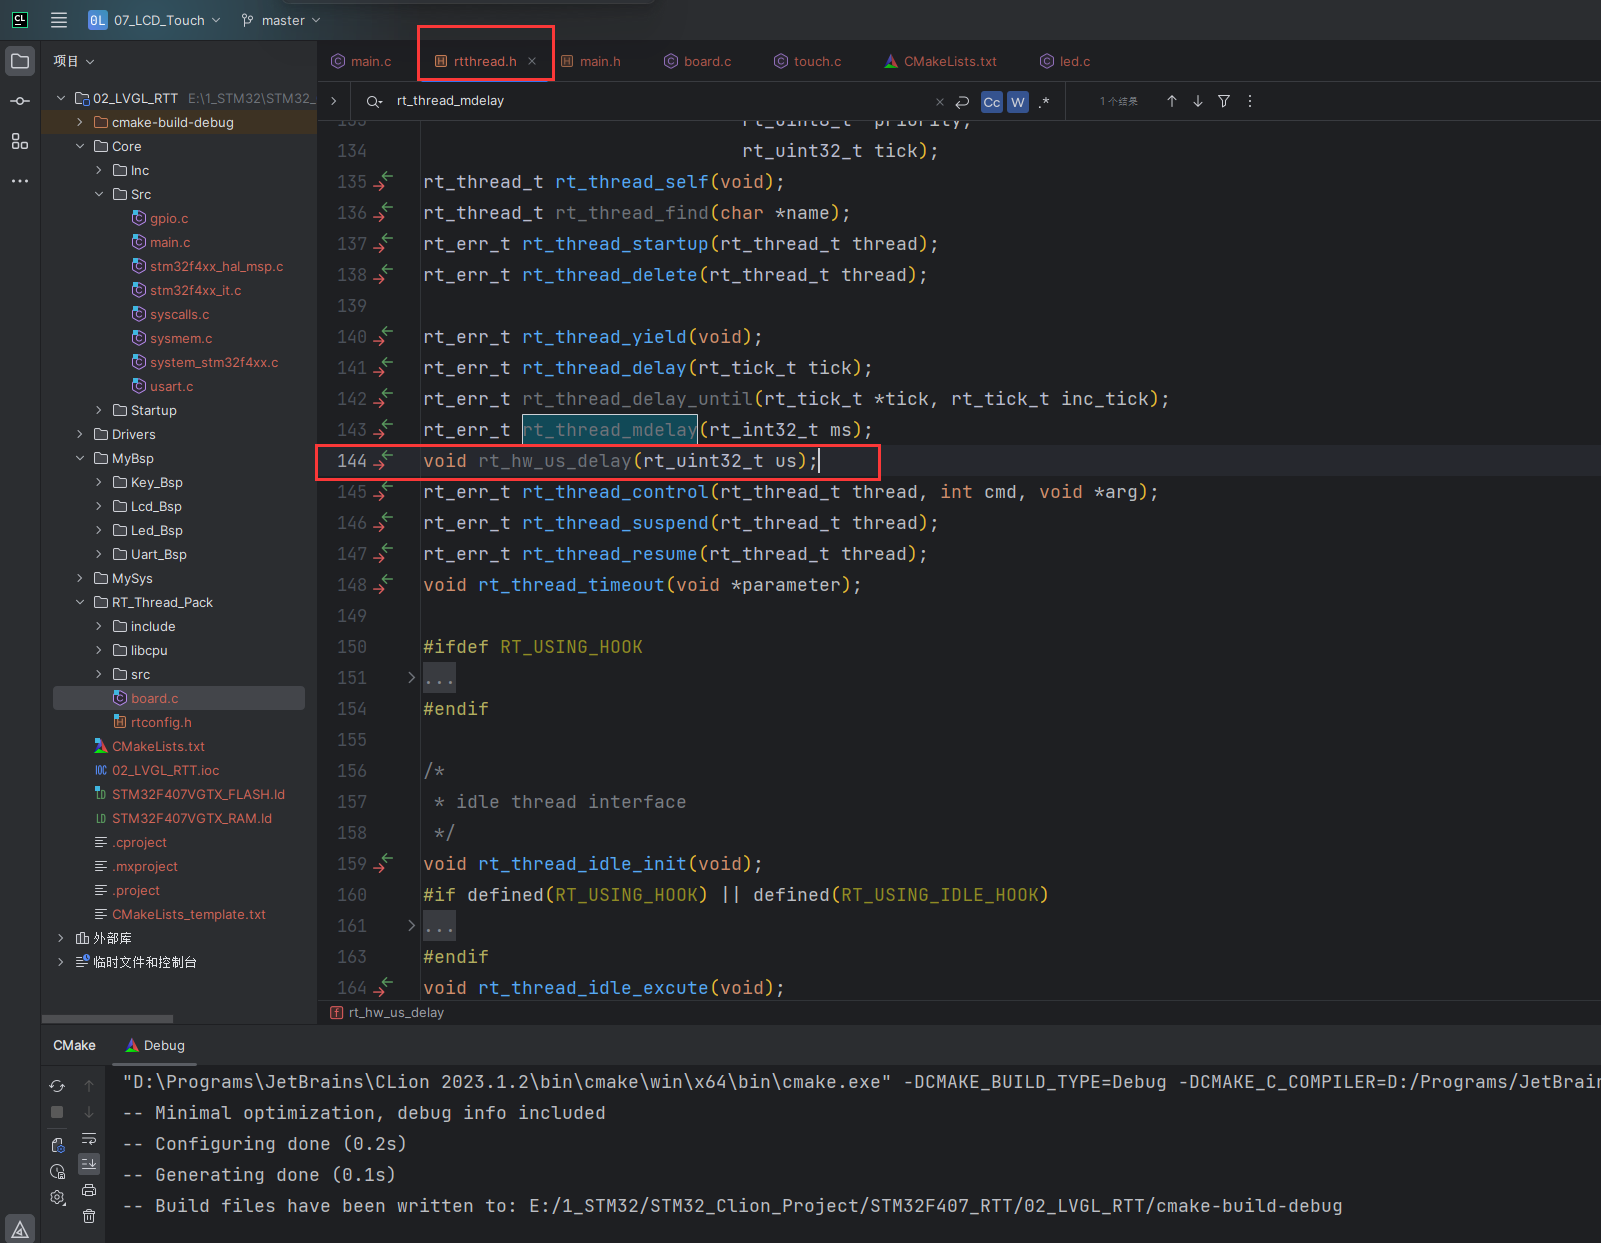 CL
0L 07_LCD_Touch master
项目
main.c rtthread.h main.h board.c touch.c CMakeLists.txt led.c
rt_thread_mdelay Cc W .* 1 个结果
02_LVGL_RTT E:\1_STM32\STM32_
cmake-build-debug
Core
Inc
Src
gpio.c
main.c
stm32f4xx_hal_msp.c
stm32f4xx_it.c
syscalls.c
sysmem.c
system_stm32f4xx.c
usart.c
Startup
Drivers
MyBsp
Key_Bsp
Lcd_Bsp
Led_Bsp
Uart_Bsp
MySys
RT_Thread_Pack
include
libcpu
src
board.c
rtconfig.h
CMakeLists.txt
IOC 02_LVGL_RTT.ioc
LD STM32F407VGTX_FLASH.ld
LD STM32F407VGTX_RAM.ld
.cproject
.mxproject
.project
CMakeLists_template.txt
外部库
临时文件和控制台
133 rt_uint8_t priority,
134 rt_uint32_t tick);
135 rt_thread_t rt_thread_self(void);
136 rt_thread_t rt_thread_find(char *name);
137 rt_err_t rt_thread_startup(rt_thread_t thread);
138 rt_err_t rt_thread_delete(rt_thread_t thread);
139
140 rt_err_t rt_thread_yield(void);
141 rt_err_t rt_thread_delay(rt_tick_t tick);
142 rt_err_t rt_thread_delay_until(rt_tick_t *tick, rt_tick_t inc_tick);
143 rt_err_t rt_thread_mdelay(rt_int32_t ms);
144 void rt_hw_us_delay(rt_uint32_t us);
145 rt_err_t rt_thread_control(rt_thread_t thread, int cmd, void *arg);
146 rt_err_t rt_thread_suspend(rt_thread_t thread);
147 rt_err_t rt_thread_resume(rt_thread_t thread);
148 void rt_thread_timeout(void *parameter);
149
150 #ifdef RT_USING_HOOK
151 ...
154 #endif
155
156 /*
157 * idle thread interface
158 */
159 void rt_thread_idle_init(void);
160 #if defined(RT_USING_HOOK) || defined(RT_USING_IDLE_HOOK)
161 ...
163 #endif
164 void rt_thread_idle_excute(void);
f rt_hw_us_delay
CMake Debug
"D:\Programs\JetBrains\CLion 2023.1.2\bin\cmake\win\x64\bin\cmake.exe" -DCMAKE_BUILD_TYPE=Debug -DCMAKE_C_COMPILER=D:/Programs/JetBrain
-- Minimal optimization, debug info included
-- Configuring done (0.2s)
-- Generating done (0.1s)
-- Build files have been written to: E:/1_STM32/STM32_Clion_Project/STM32F407_RTT/02_LVGL_RTT/cmake-build-debug